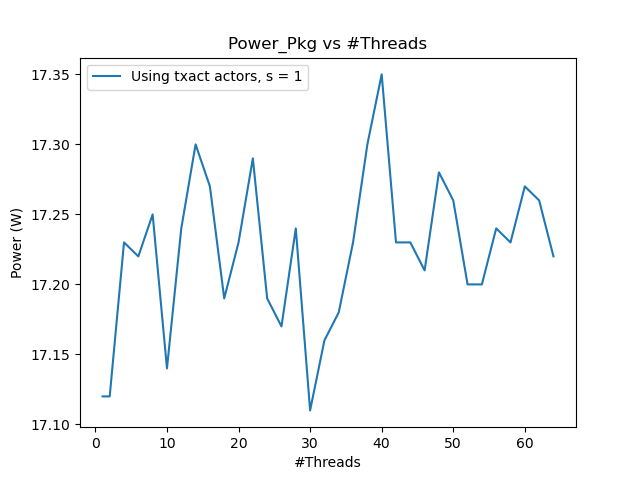 Power_Pkg vs #Threads
Using txact actors, s = 1
Power (W)
17.35
17.30
17.25
17.20
17.15
17.10
0 10 20 30 40 50 60
#Threads